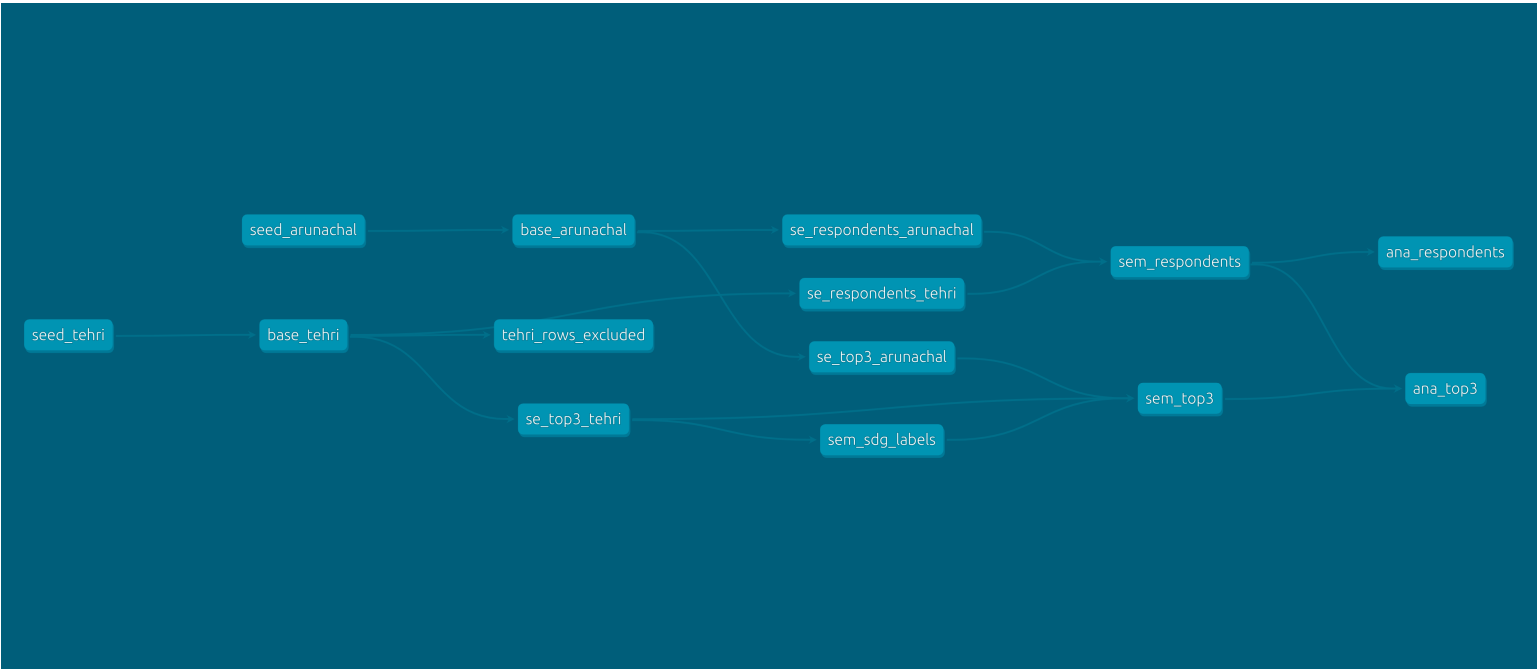 seed_arunachal
base_arunachal
se_respondents_arunachal
sem_respondents
ana_respondents
se_respondents_tehri
seed_tehri
base_tehri
tehri_rows_excluded
se_top3_arunachal
sem_top3
ana_top3
se_top3_tehri
sem_sdg_labels